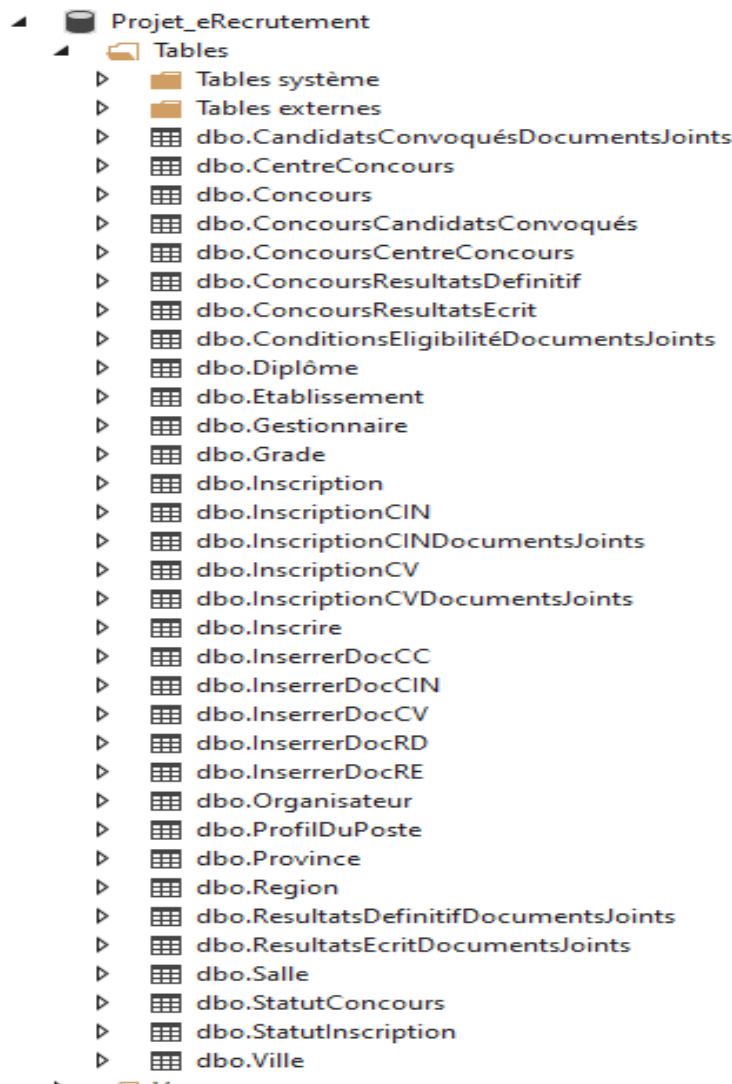 Projet_eRecrutement
Tables
Tables système
Tables externes
dbo.CandidatsConvoquésDocumentsJoints
dbo.CentreConcours
dbo.Concours
dbo.ConcoursCandidatsConvoqués
dbo.ConcoursCentreConcours
dbo.ConcoursResultatsDefinitif
dbo.ConcoursResultatsEcrit
dbo.ConditionsEligibilitéDocumentsJoints
dbo.Diplôme
dbo.Etablissement
dbo.Gestionnaire
dbo.Grade
dbo.Inscription
dbo.InscriptionCIN
dbo.InscriptionCINDocumentsJoints
dbo.InscriptionCV
dbo.InscriptionCVDocumentsJoints
dbo.Inscrire
dbo.InserrerDocCC
dbo.InserrerDocCIN
dbo.InserrerDocCV
dbo.InserrerDocRD
dbo.InserrerDocRE
dbo.Organisateur
dbo.ProfilDuPoste
dbo.Province
dbo.Region
dbo.ResultatsDefinitifDocumentsJoints
dbo.ResultatsEcritDocumentsJoints
dbo.Salle
dbo.StatutConcours
dbo.StatutInscription
dbo.Ville